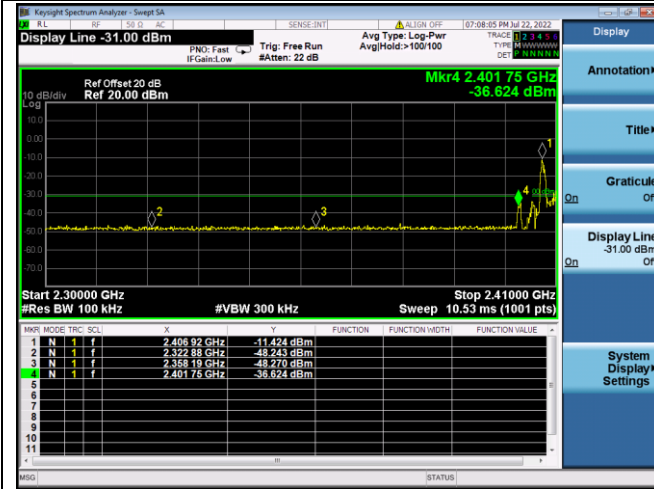 Keysight Spectrum Analyzer - Swept SA
RL RF 50 Ω AC SENSE:INT ALIGN OFF 07:08:05 PM Jul 22, 2022
Display Line -31.00 dBm
PNO: Fast
IFGain:Low
Trig: Free Run
#Atten: 22 dB
Avg Type: Log-Pwr
Avg|Hold:>100/100
TRACE 1 2 3 4 5 6
TYPE M WWWWW
DET P N N N N N
Mkr4 2.401 75 GHz
-36.624 dBm
Ref Offset 20 dB
10 dB/div Ref 20.00 dBm
Log
10.0
0.00
-10.0
-20.0
-30.0
-40.0
-50.0
-60.0
-70.0
1
2
3
4
Start 2.30000 GHz Stop 2.41000 GHz
#Res BW 100 kHz #VBW 300 kHz Sweep 10.53 ms (1001 pts)
MKR MODE TRC SCL X Y FUNCTION FUNCTION WIDTH FUNCTION VALUE
1 N 1 f 2.406 92 GHz -11.424 dBm
2 N 1 f 2.322 88 GHz -48.243 dBm
3 N 1 f 2.358 19 GHz -48.270 dBm
4 N 1 f 2.401 75 GHz -36.624 dBm
5
6
7
8
9
10
11
MSG STATUS
Display
Annotation
Title
Graticule
On Of
Display Line
-31.00 dBm
On Of
System
Display
Settings